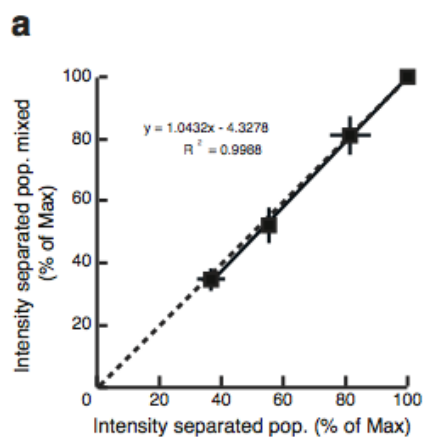 a
Intensity separated pop. mixed
(% of Max)
100
80
60
40
20
y = 1.0432x - 4.3278
R 2 = 0.9988
0 20 40 60 80 100
Intensity separated pop. (% of Max)